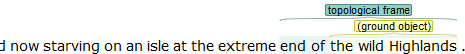 topological frame
(ground object)
d now starving on an isle at the extreme end of the wild Highlands .